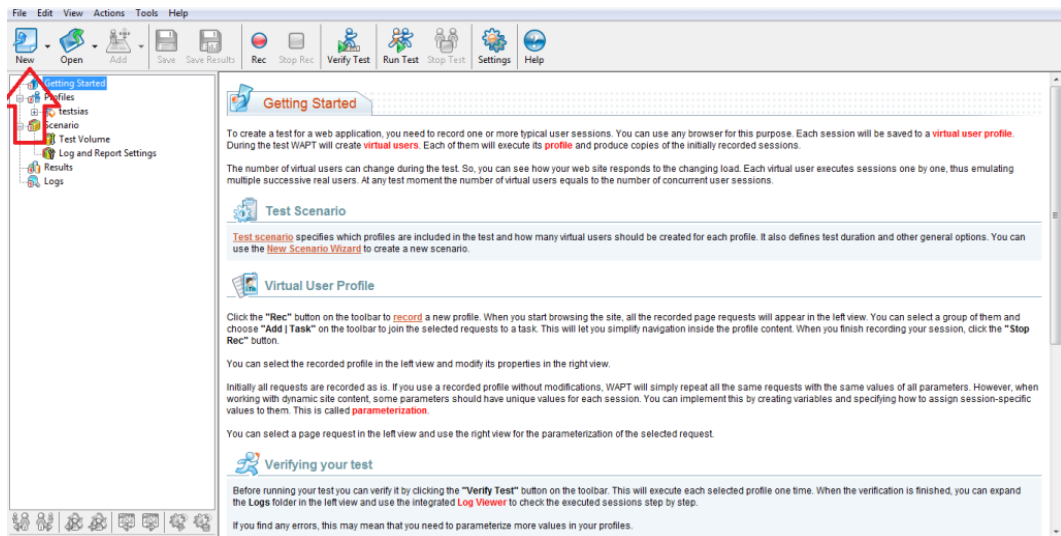 File Edit View Actions Tools Help
New Open Add Save Save Results Rec Stop Rec Verify Test Run Test Stop Test Settings Help
Getting Started
Profiles
testsias
Scenario
Test Volume
Log and Report Settings
Results
Logs
Getting Started
To create a test for a web application, you need to record one or more typical user sessions. You can use any browser for this purpose. Each session will be saved to a virtual user profile.
During the test WAPT will create virtual users. Each of them will execute its profile and produce copies of the initially recorded sessions.
The number of virtual users can change during the test. So, you can see how your web site responds to the changing load. Each virtual user executes sessions one by one, thus emulating
multiple successive real users. At any test moment the number of virtual users equals to the number of concurrent user sessions.
Test Scenario
Test scenario specifies which profiles are included in the test and how many virtual users should be created for each profile. It also defines test duration and other general options. You can
use the New Scenario Wizard to create a new scenario.
Virtual User Profile
Click the "Rec" button on the toolbar to record a new profile. When you start browsing the site, all the recorded page requests will appear in the left view. You can select a group of them and
choose "Add | Task" on the toolbar to join the selected requests to a task. This will let you simplify navigation inside the profile content. When you finish recording your session, click the "Stop
Rec" button.
You can select the recorded profile in the left view and modify its properties in the right view.
Initially all requests are recorded as is. If you use a recorded profile without modifications, WAPT will simply repeat all the same requests with the same values of all parameters. However, when
working with dynamic site content, some parameters should have unique values for each session. You can implement this by creating variables and specifying how to assign session-specific
values to them. This is called parameterization.
You can select a page request in the left view and use the right view for the parameterization of the selected request.
Verifying your test
Before running your test you can verify it by clicking the "Verify Test" button on the toolbar. This will execute each selected profile one time. When the verification is finished, you can expand
the Logs folder in the left view and use the integrated Log Viewer to check the executed sessions step by step.
If you find any errors, this may mean that you need to parameterize more values in your profiles.